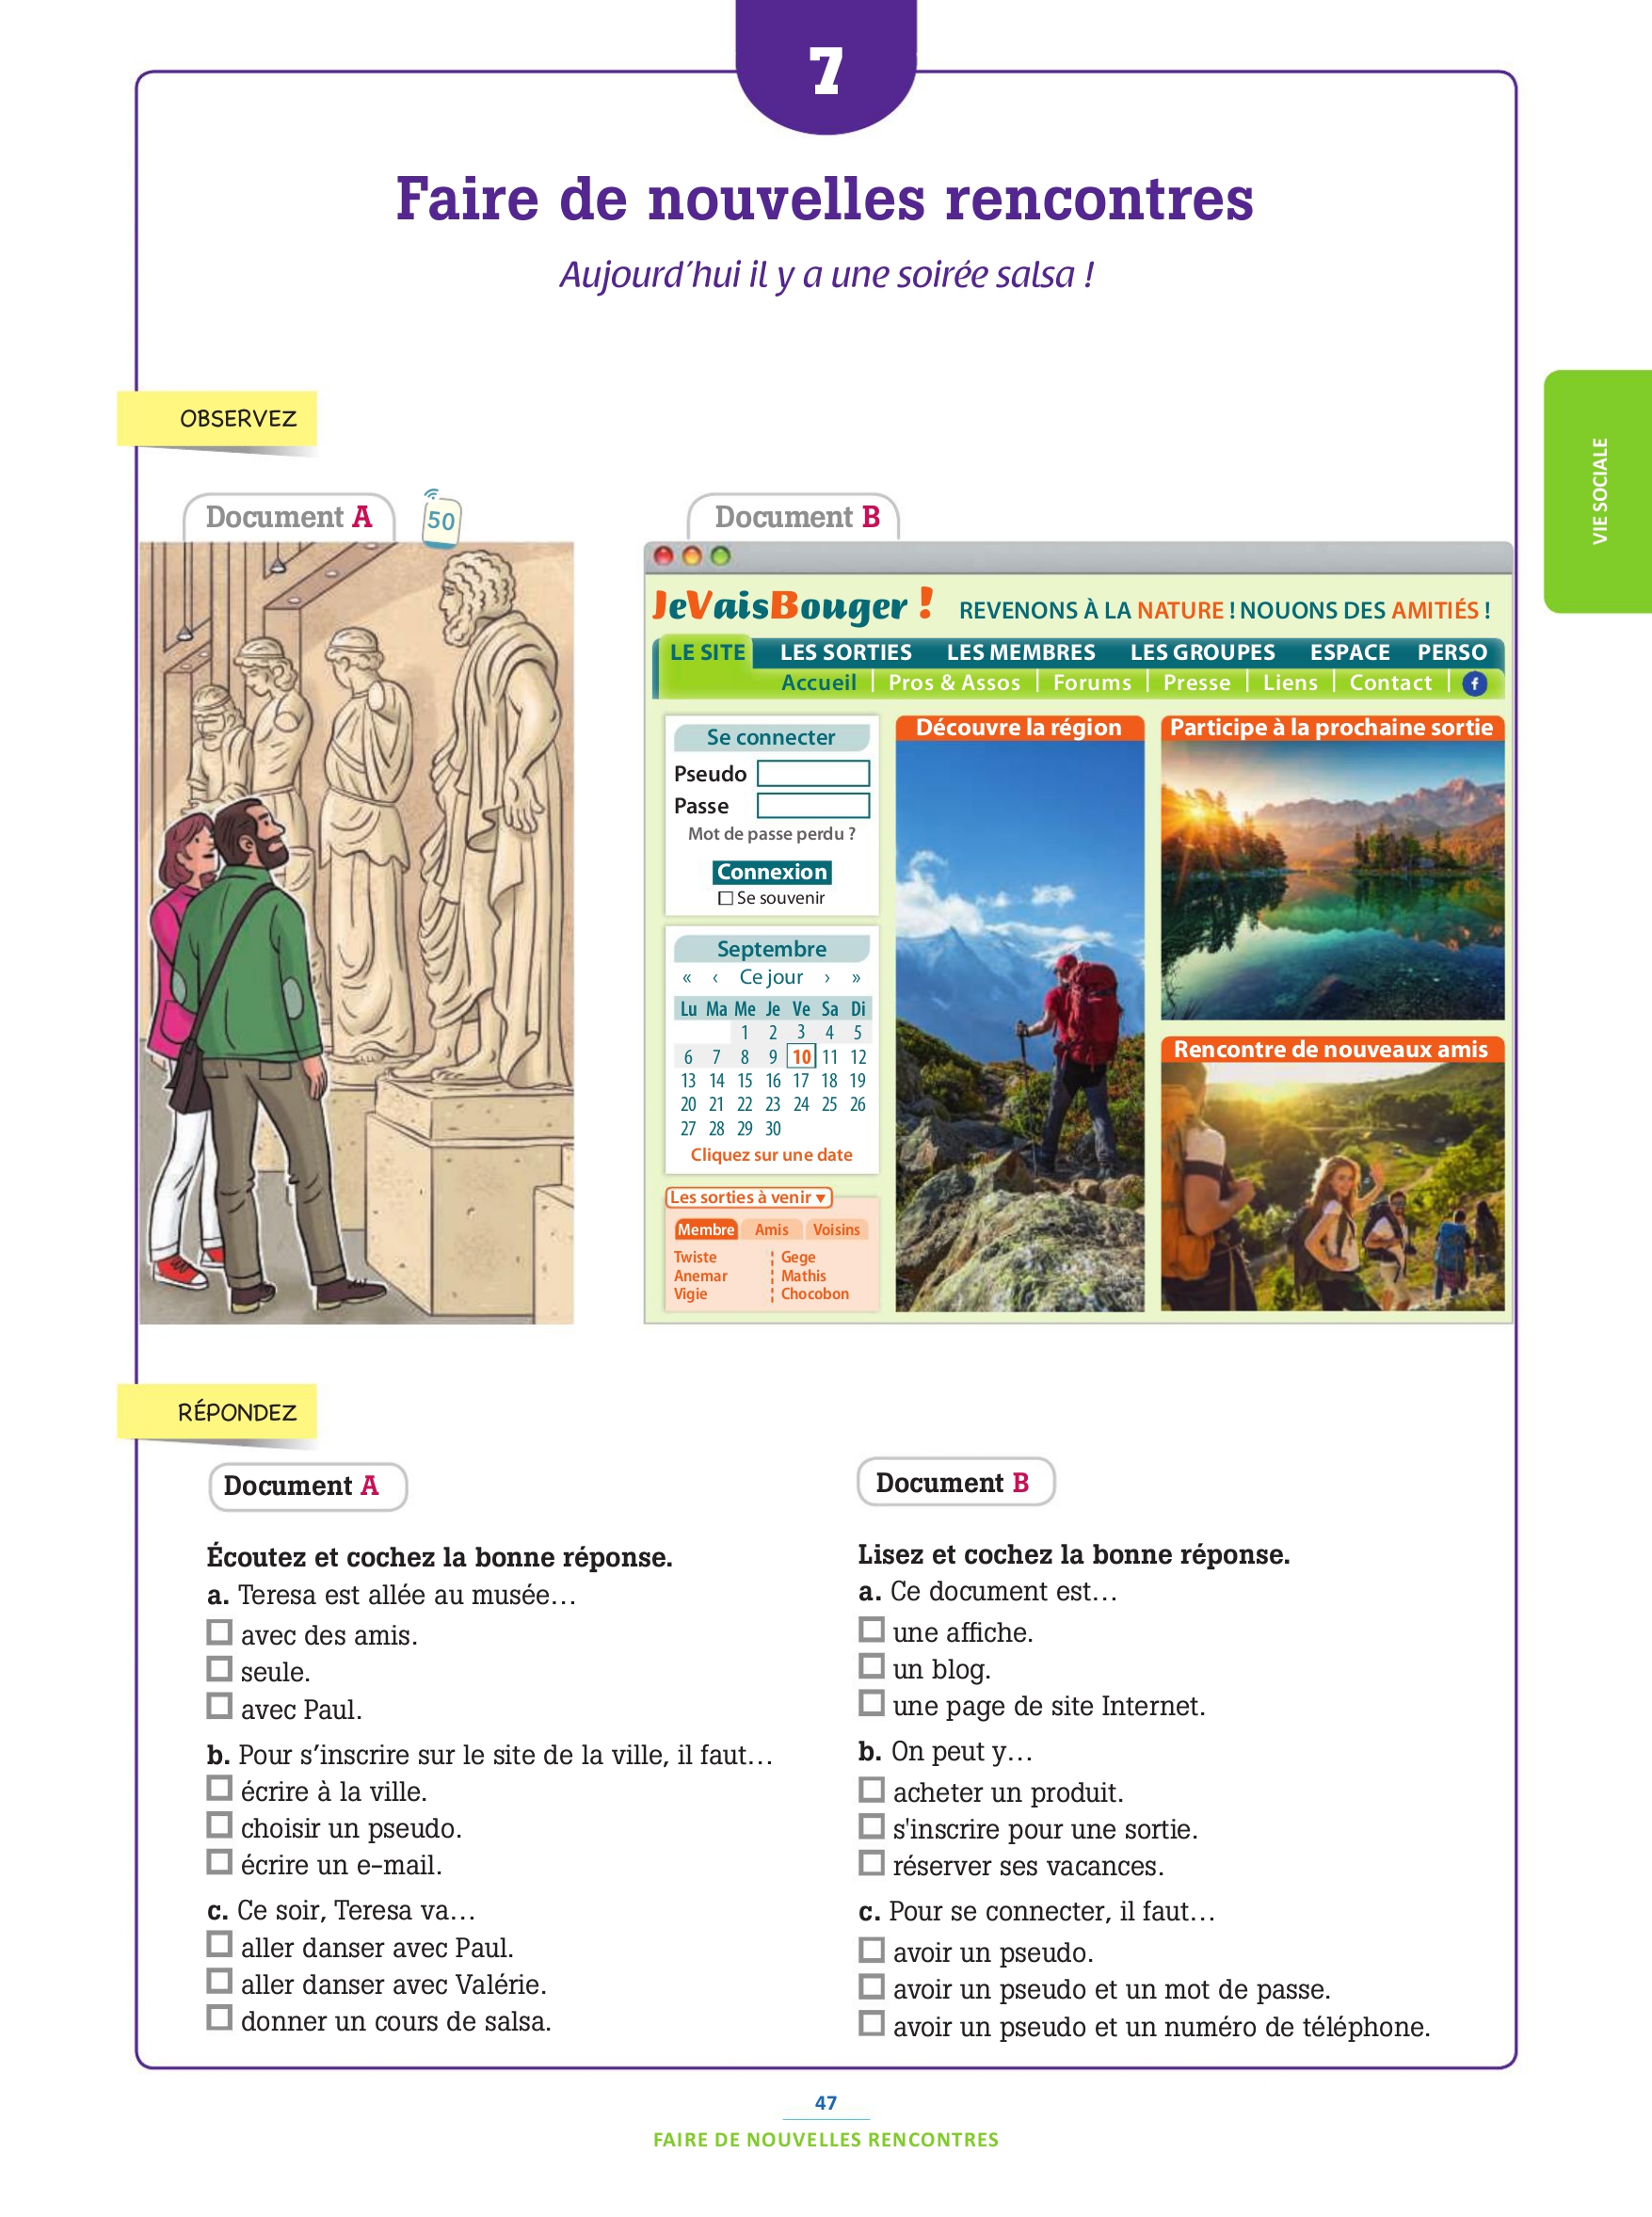 7
Faire de nouvelles rencontres
Aujourd'hui il y a une soirée salsa !
OBSERVEZ
VIE SOCIALE
Document A
50
Document B
JeVaisBouger ! REVENONS À LA NATURE ! NOUONS DES AMITIÉS !
LE SITE LES SORTIES LES MEMBRES LES GROUPES ESPACE PERSO
Accueil | Pros & Assos | Forums | Presse | Liens | Contact | f
Se connecter
Pseudo
Passe
Mot de passe perdu ?
Connexion
☐ Se souvenir
Septembre
« ‹ Ce jour › »
Lu Ma Me Je Ve Sa Di
1 2 3 4 5
6 7 8 9 10 11 12
13 14 15 16 17 18 19
20 21 22 23 24 25 26
27 28 29 30
Cliquez sur une date
Les sorties à venir ▼
Membre Amis Voisins
Twiste Gege
Anemar Mathis
Vigie Chocobon
Découvre la région
Participe à la prochaine sortie
Rencontre de nouveaux amis
RÉPONDEZ
Document A
Écoutez et cochez la bonne réponse.
a. Teresa est allée au musée…
☐ avec des amis.
☐ seule.
☐ avec Paul.
b. Pour s'inscrire sur le site de la ville, il faut…
☐ écrire à la ville.
☐ choisir un pseudo.
☐ écrire un e-mail.
c. Ce soir, Teresa va…
☐ aller danser avec Paul.
☐ aller danser avec Valérie.
☐ donner un cours de salsa.
Document B
Lisez et cochez la bonne réponse.
a. Ce document est…
☐ une affiche.
☐ un blog.
☐ une page de site Internet.
b. On peut y…
☐ acheter un produit.
☐ s'inscrire pour une sortie.
☐ réserver ses vacances.
c. Pour se connecter, il faut…
☐ avoir un pseudo.
☐ avoir un pseudo et un mot de passe.
☐ avoir un pseudo et un numéro de téléphone.
47
FAIRE DE NOUVELLES RENCONTRES